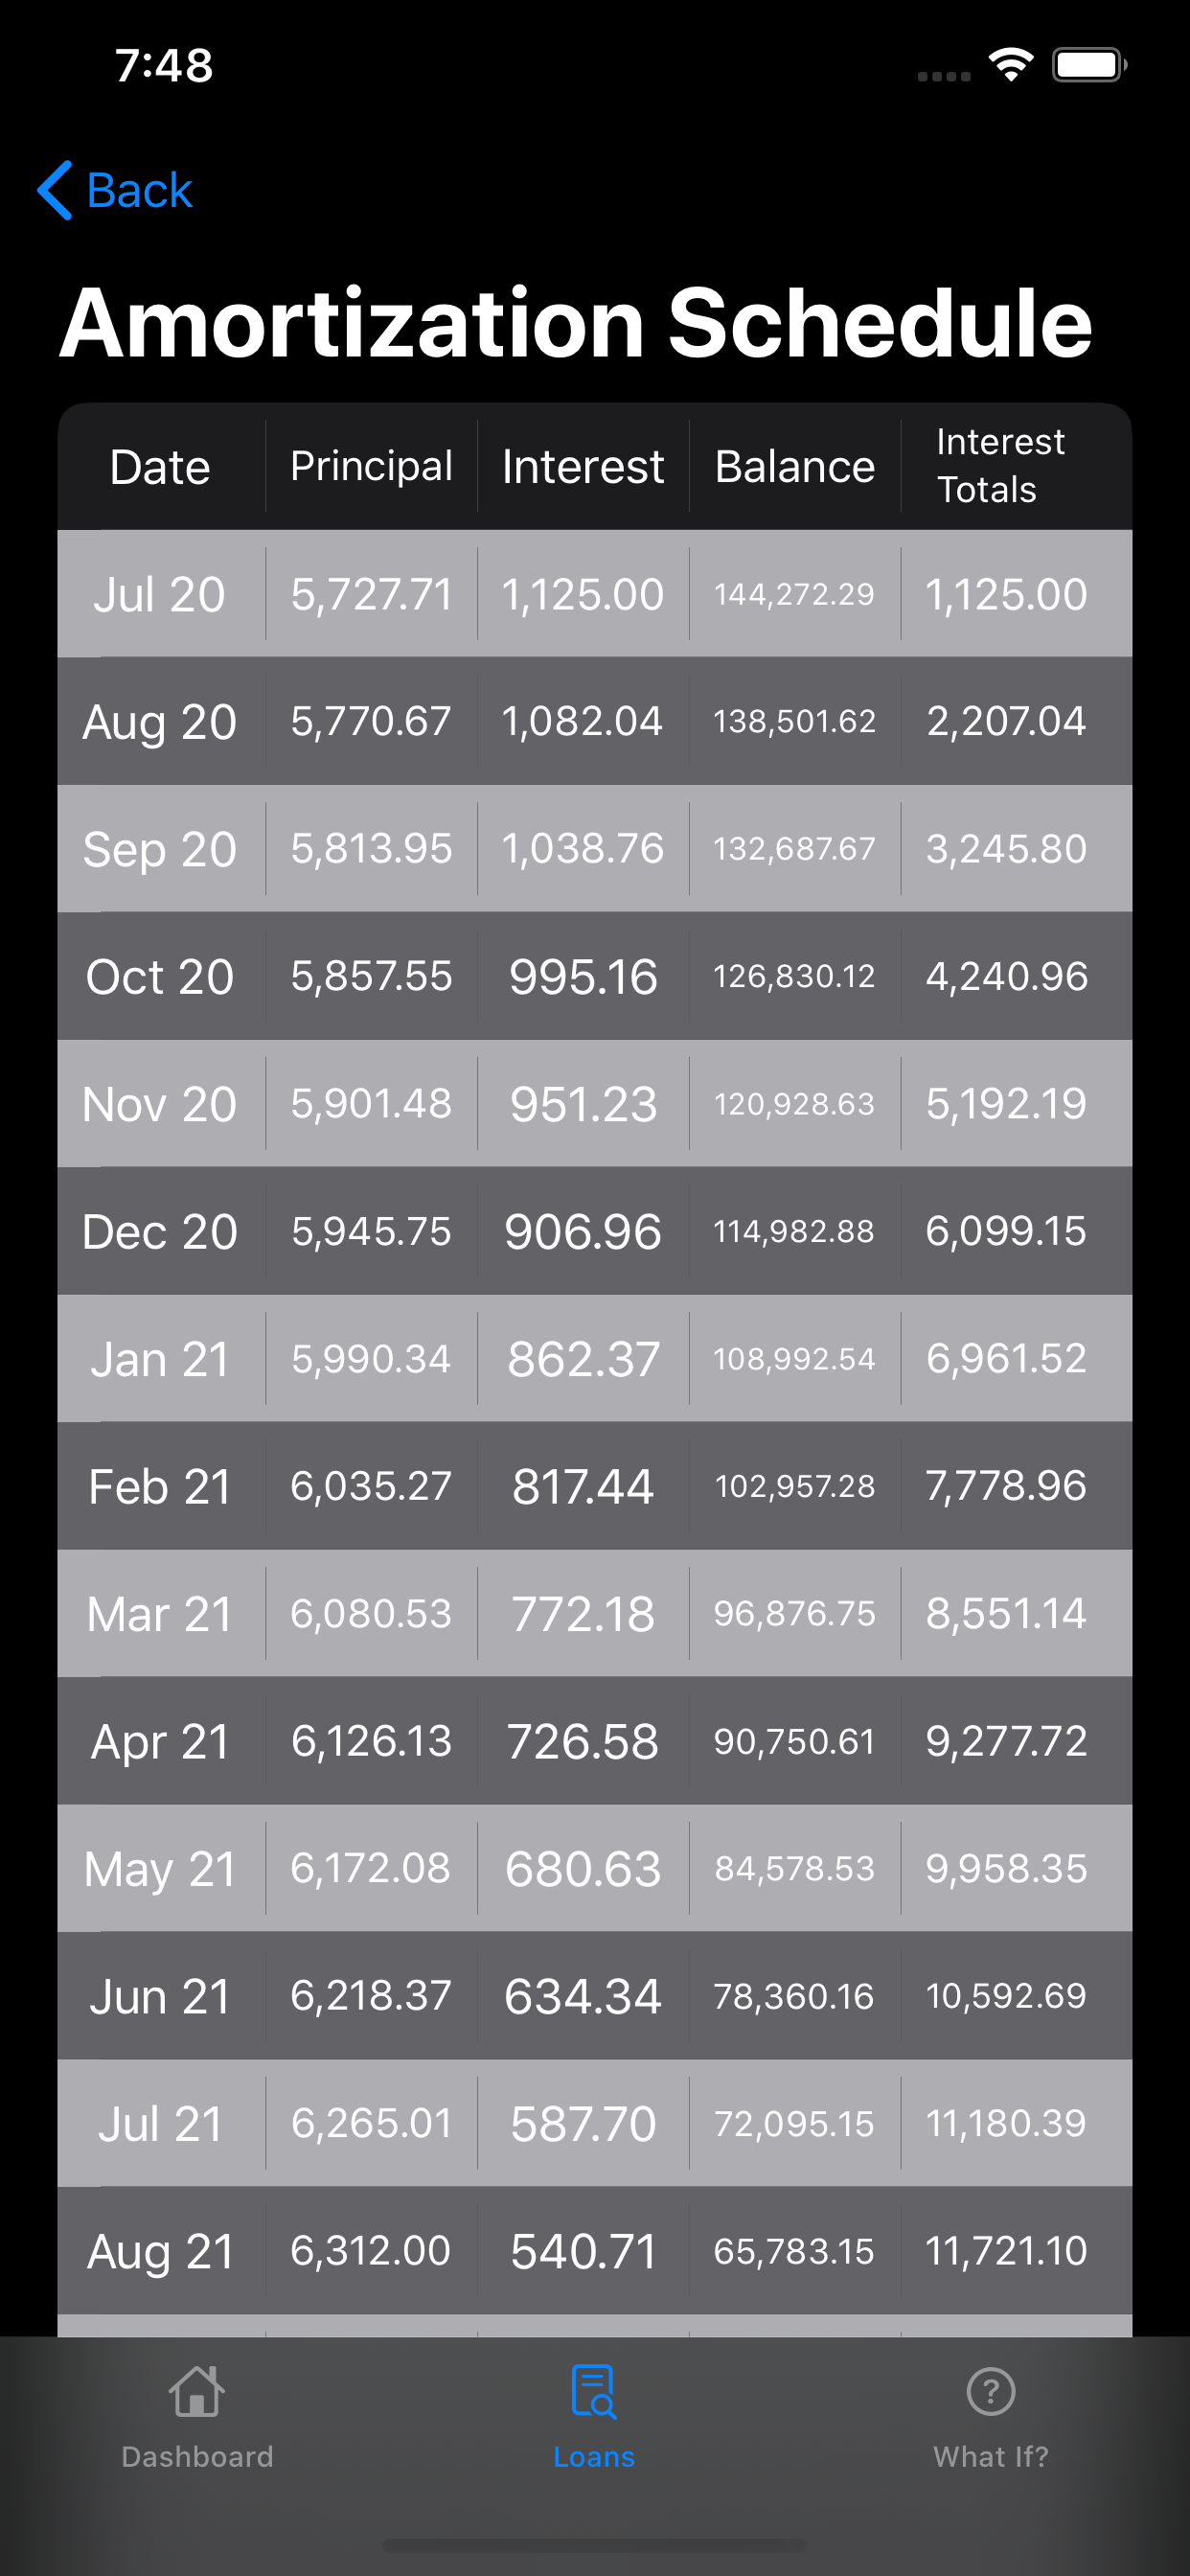 7:48
Back
Amortization Schedule
Date Principal Interest Balance Interest Totals
Jul 20 5,727.71 1,125.00 144,272.29 1,125.00
Aug 20 5,770.67 1,082.04 138,501.62 2,207.04
Sep 20 5,813.95 1,038.76 132,687.67 3,245.80
Oct 20 5,857.55 995.16 126,830.12 4,240.96
Nov 20 5,901.48 951.23 120,928.63 5,192.19
Dec 20 5,945.75 906.96 114,982.88 6,099.15
Jan 21 5,990.34 862.37 108,992.54 6,961.52
Feb 21 6,035.27 817.44 102,957.28 7,778.96
Mar 21 6,080.53 772.18 96,876.75 8,551.14
Apr 21 6,126.13 726.58 90,750.61 9,277.72
May 21 6,172.08 680.63 84,578.53 9,958.35
Jun 21 6,218.37 634.34 78,360.16 10,592.69
Jul 21 6,265.01 587.70 72,095.15 11,180.39
Aug 21 6,312.00 540.71 65,783.15 11,721.10
Dashboard Loans What If?